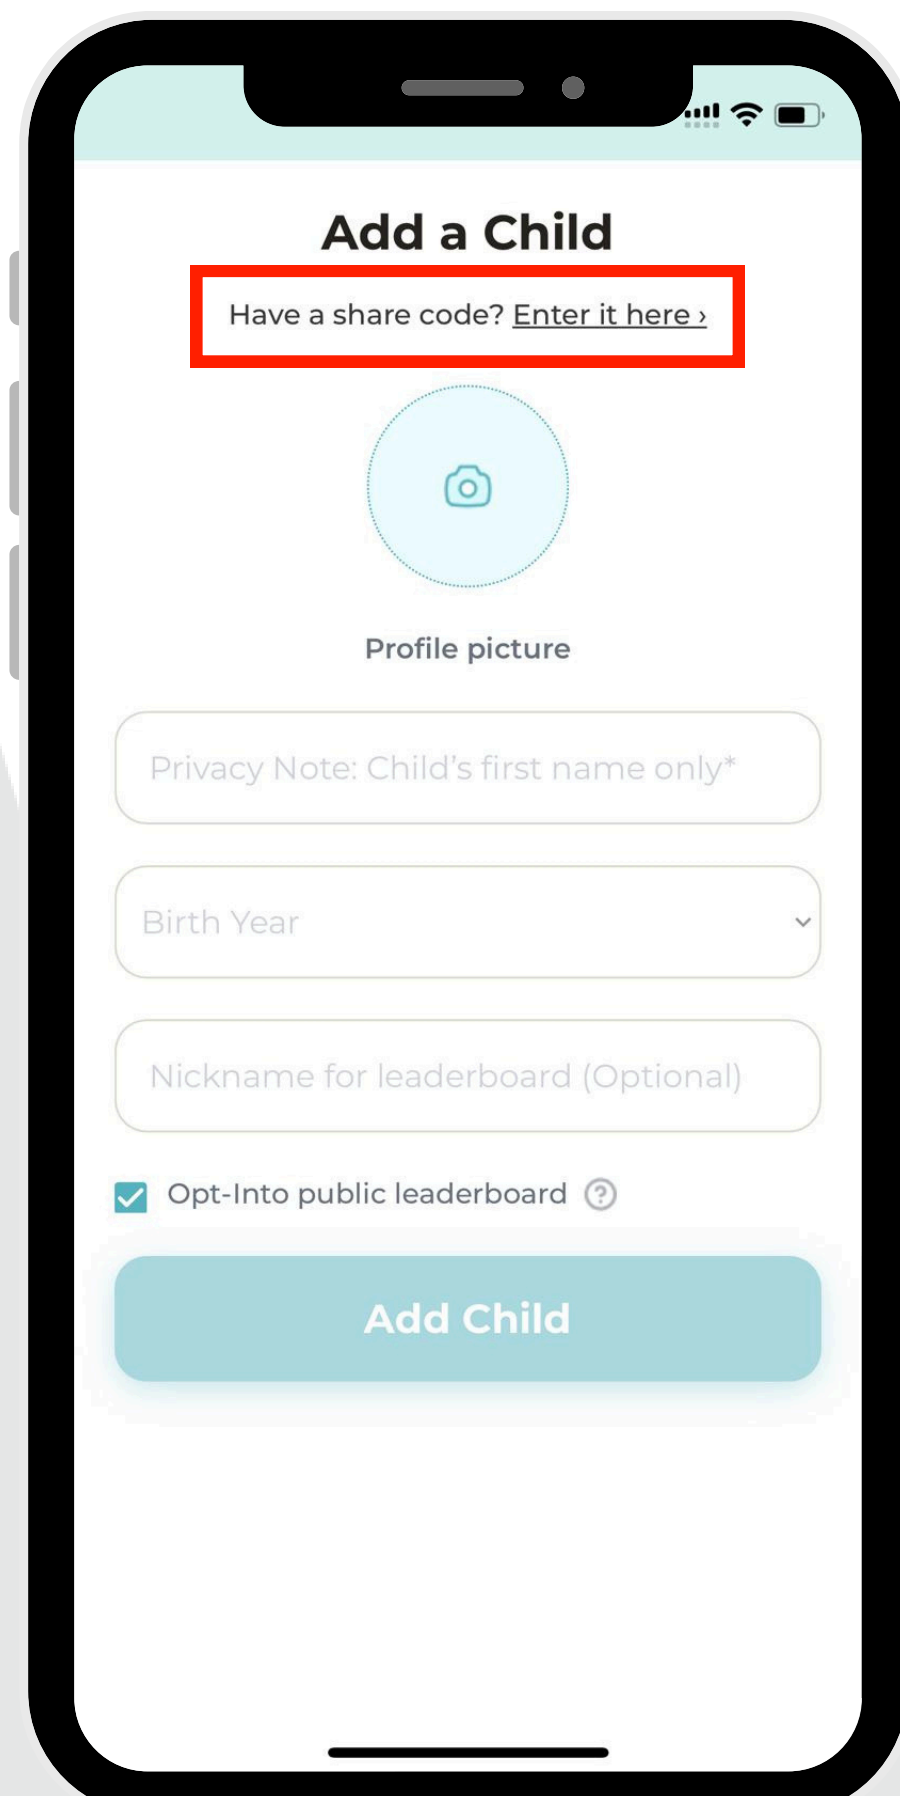 Add a Child
Have a share code? Enter it here ›
Profile picture
Privacy Note: Child’s first name only*
Birth Year
Nickname for leaderboard (Optional)
Opt-Into public leaderboard ?
Add Child